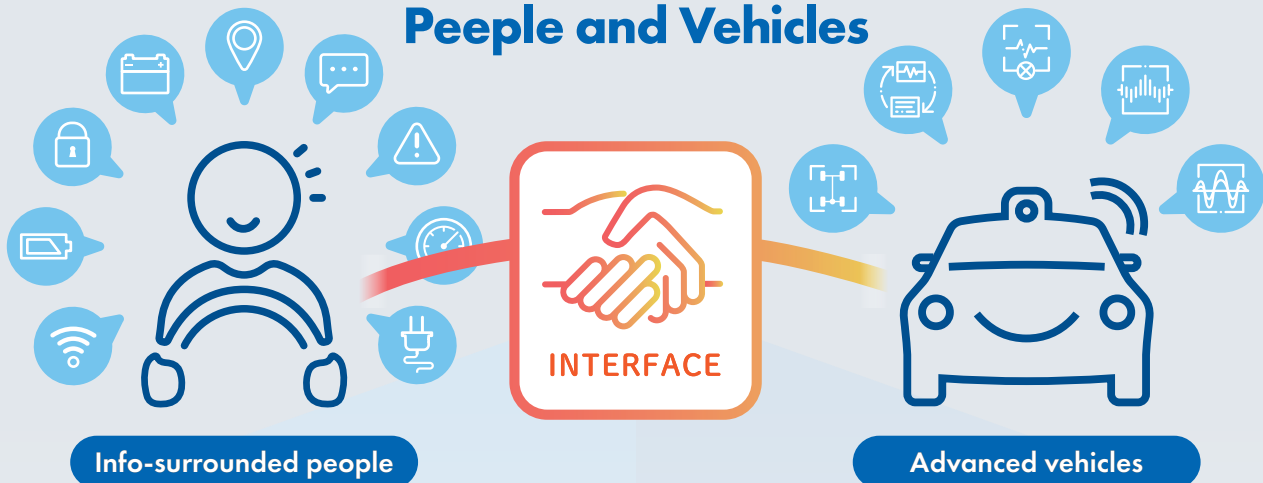 Peeple and Vehicles
INTERFACE
Info-surrounded people
Advanced vehicles